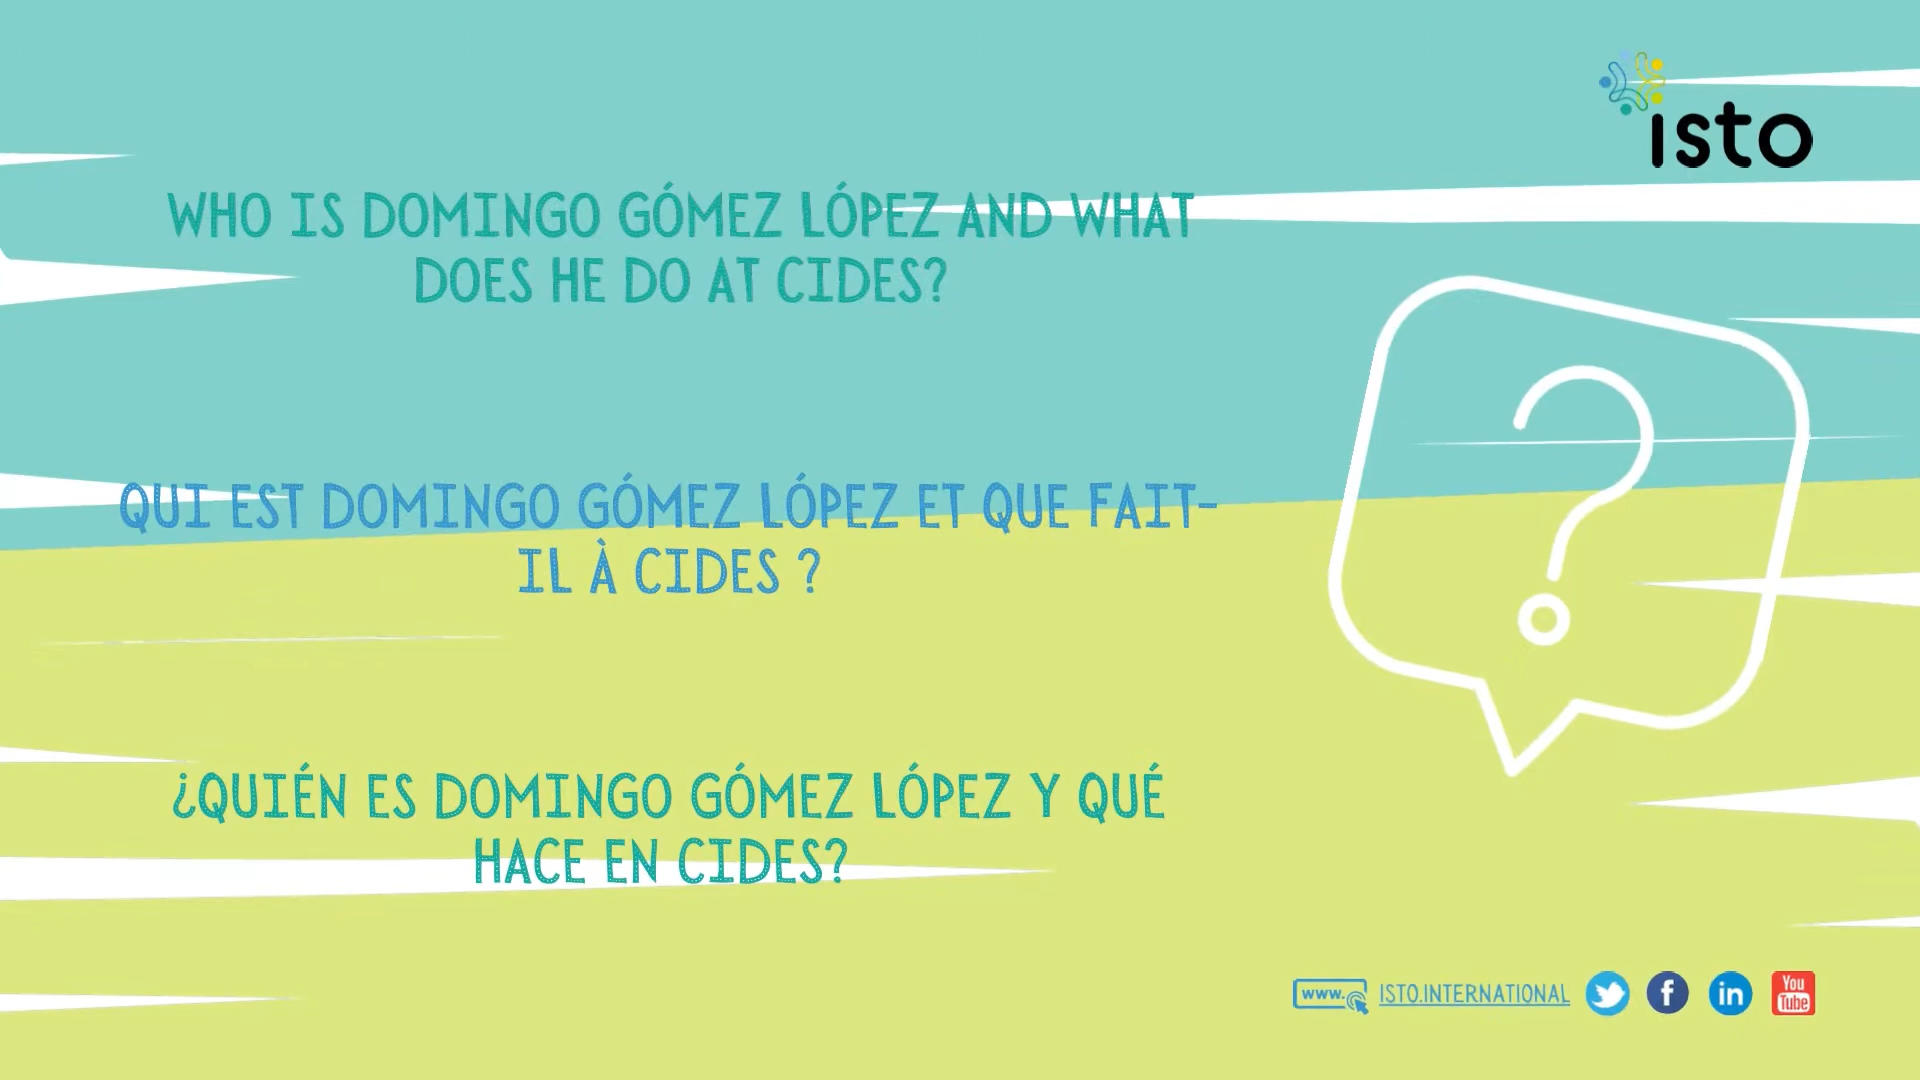 isto
WHO IS DOMINGO GÓMEZ LÓPEZ AND WHAT
DOES HE DO AT CIDES?
QUI EST DOMINGO GÓMEZ LÓPEZ ET QUE FAIT-
IL À CIDES ?
¿QUIÉN ES DOMINGO GÓMEZ LÓPEZ Y QUÉ
HACE EN CIDES?
www. ISTO.INTERNATIONAL f in You
Tube